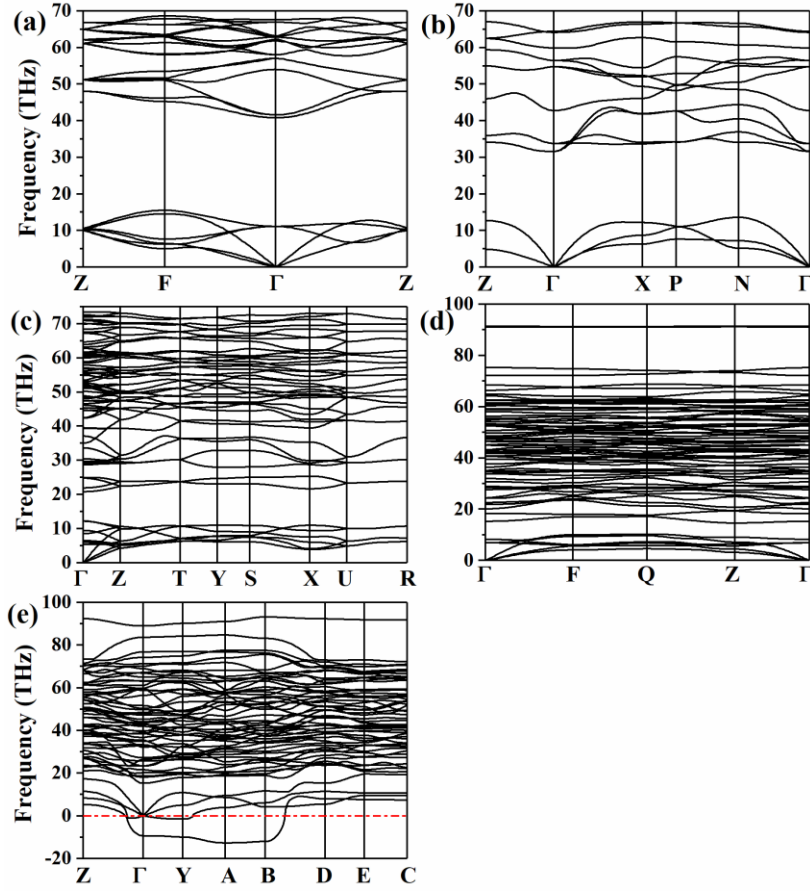 (a)
Frequency (THz)
70
60
50
40
30
20
10
0
Z F Γ Z
(b)
70
60
50
40
30
20
10
0
Z Γ X P N Γ
(c)
Frequency (THz)
70
60
50
40
30
20
10
0
Γ Z T Y S X U R
(d)
100
80
60
40
20
0
Γ F Q Z Γ
(e)
Frequency (THz)
100
80
60
40
20
0
-20
Z Γ Y A B D E C